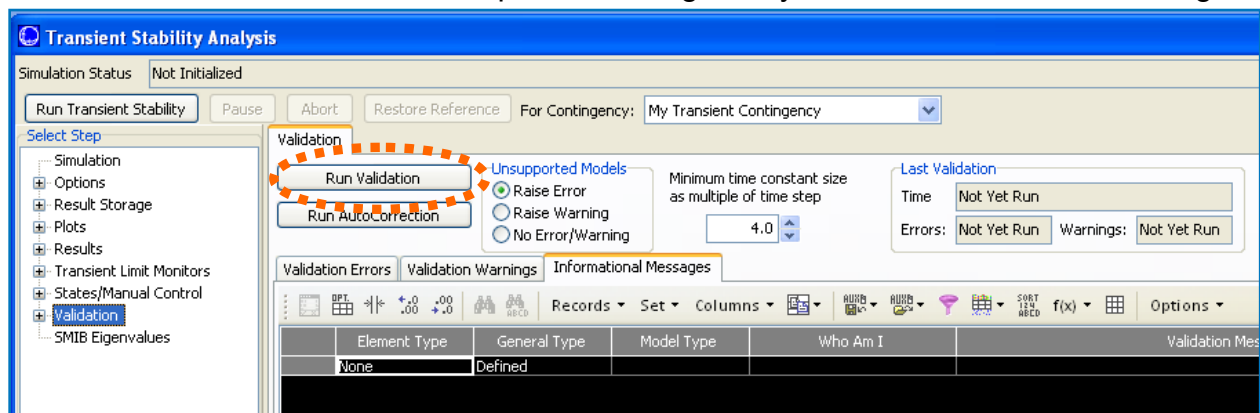 Transient Stability Analysis
Simulation Status Not Initialized
Run Transient Stability Pause Abort Restore Reference For Contingency: My Transient Contingency
Select Step
Simulation
Options
Result Storage
Plots
Results
Transient Limit Monitors
States/Manual Control
Validation
SMIB Eigenvalues
Validation
Run Validation
Run AutoCorrection
Unsupported Models
Raise Error
Raise Warning
No Error/Warning
Minimum time constant size
as multiple of time step
4.0
Last Validation
Time Not Yet Run
Errors: Not Yet Run Warnings: Not Yet Run
Validation Errors Validation Warnings Informational Messages
Records Set Columns Options
Element Type General Type Model Type Who Am I Validation Mes
None Defined